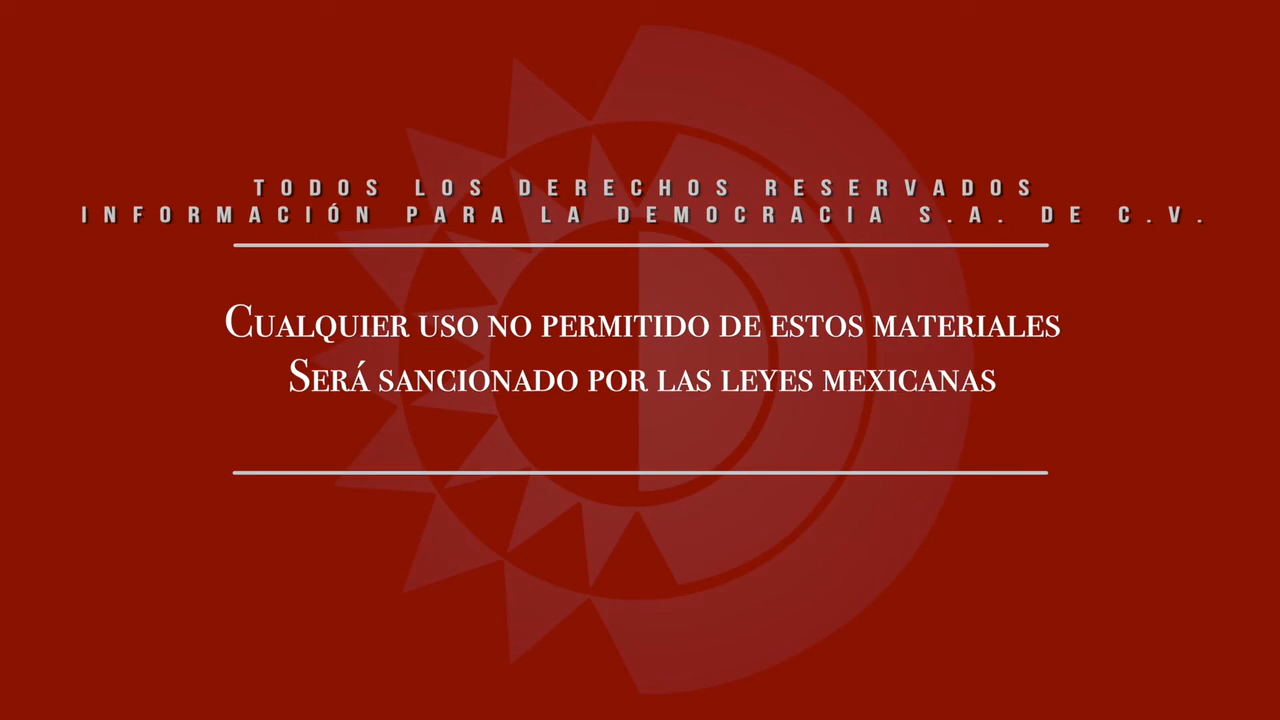 TODOS LOS DERECHOS RESERVADOS
INFORMACIÓN PARA LA DEMOCRACIA S.A. DE C.V.
Cualquier uso no permitido de estos materiales
Será sancionado por las leyes mexicanas